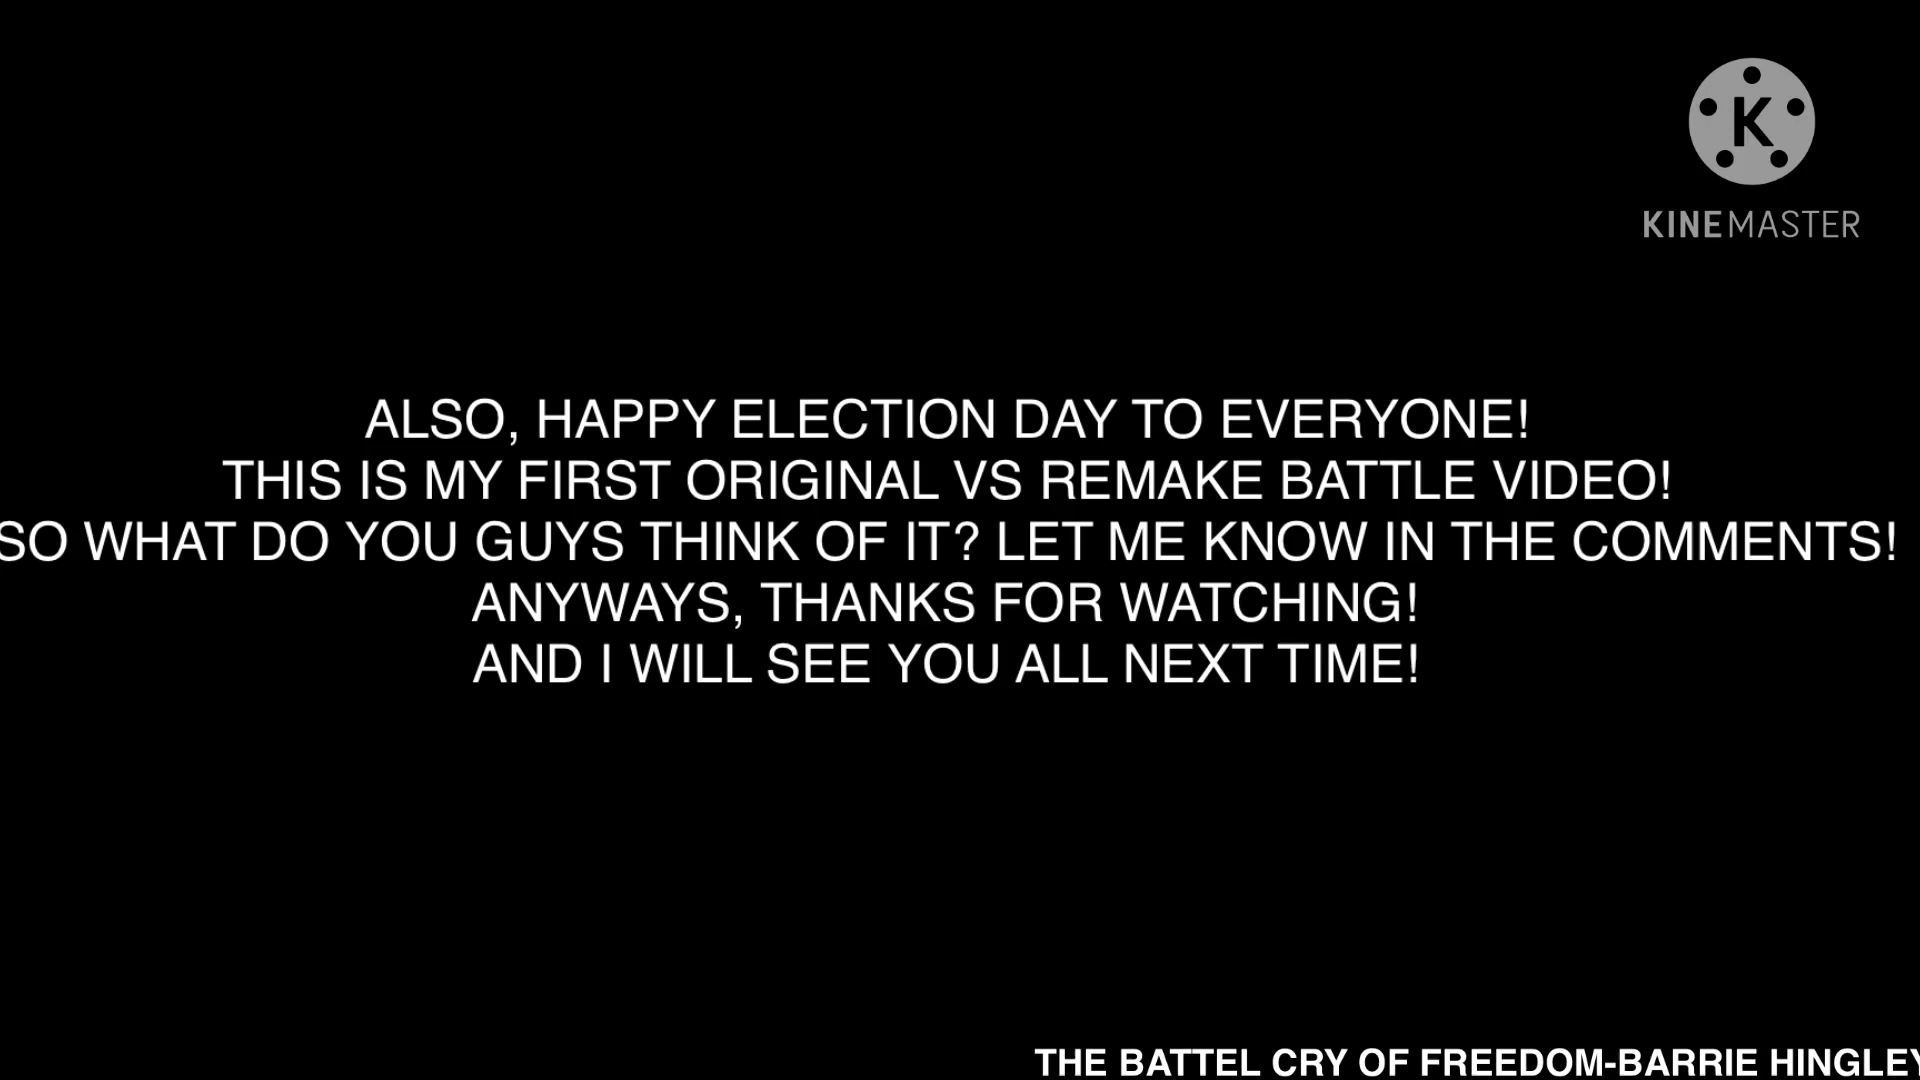 K
KINEMASTER
ALSO, HAPPY ELECTION DAY TO EVERYONE!
THIS IS MY FIRST ORIGINAL VS REMAKE BATTLE VIDEO!
SO WHAT DO YOU GUYS THINK OF IT? LET ME KNOW IN THE COMMENTS!
ANYWAYS, THANKS FOR WATCHING!
AND I WILL SEE YOU ALL NEXT TIME!
THE BATTEL CRY OF FREEDOM-BARRIE HINGLEY